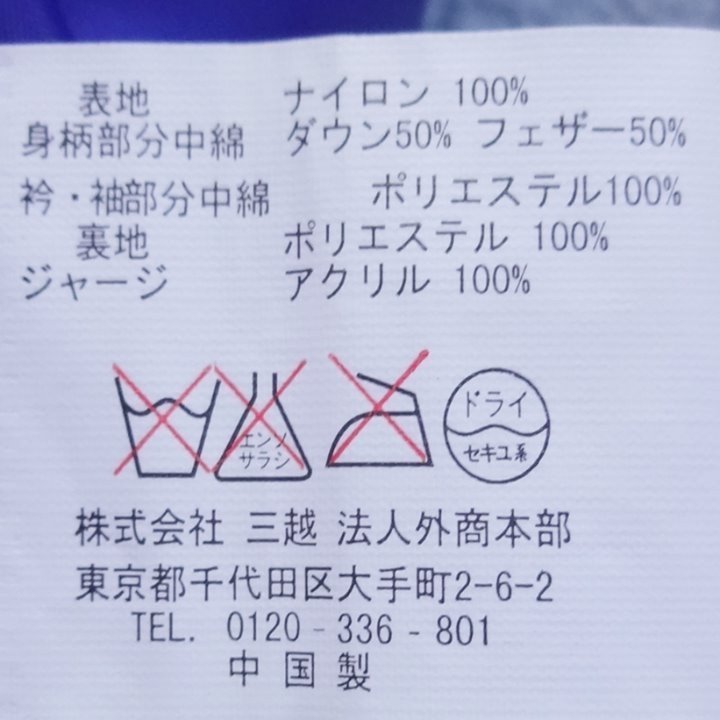 表地 ナイロン 100%
身柄部分中綿 ダウン50% フェザー50%
衿・袖部分中綿 ポリエステル100%
裏地 ポリエステル 100%
ジャージ アクリル 100%
エンソ
サラシ
ドライ
セキユ系
株式会社 三越 法人外商本部
東京都千代田区大手町2-6-2
TEL. 0120-336-801
中国製